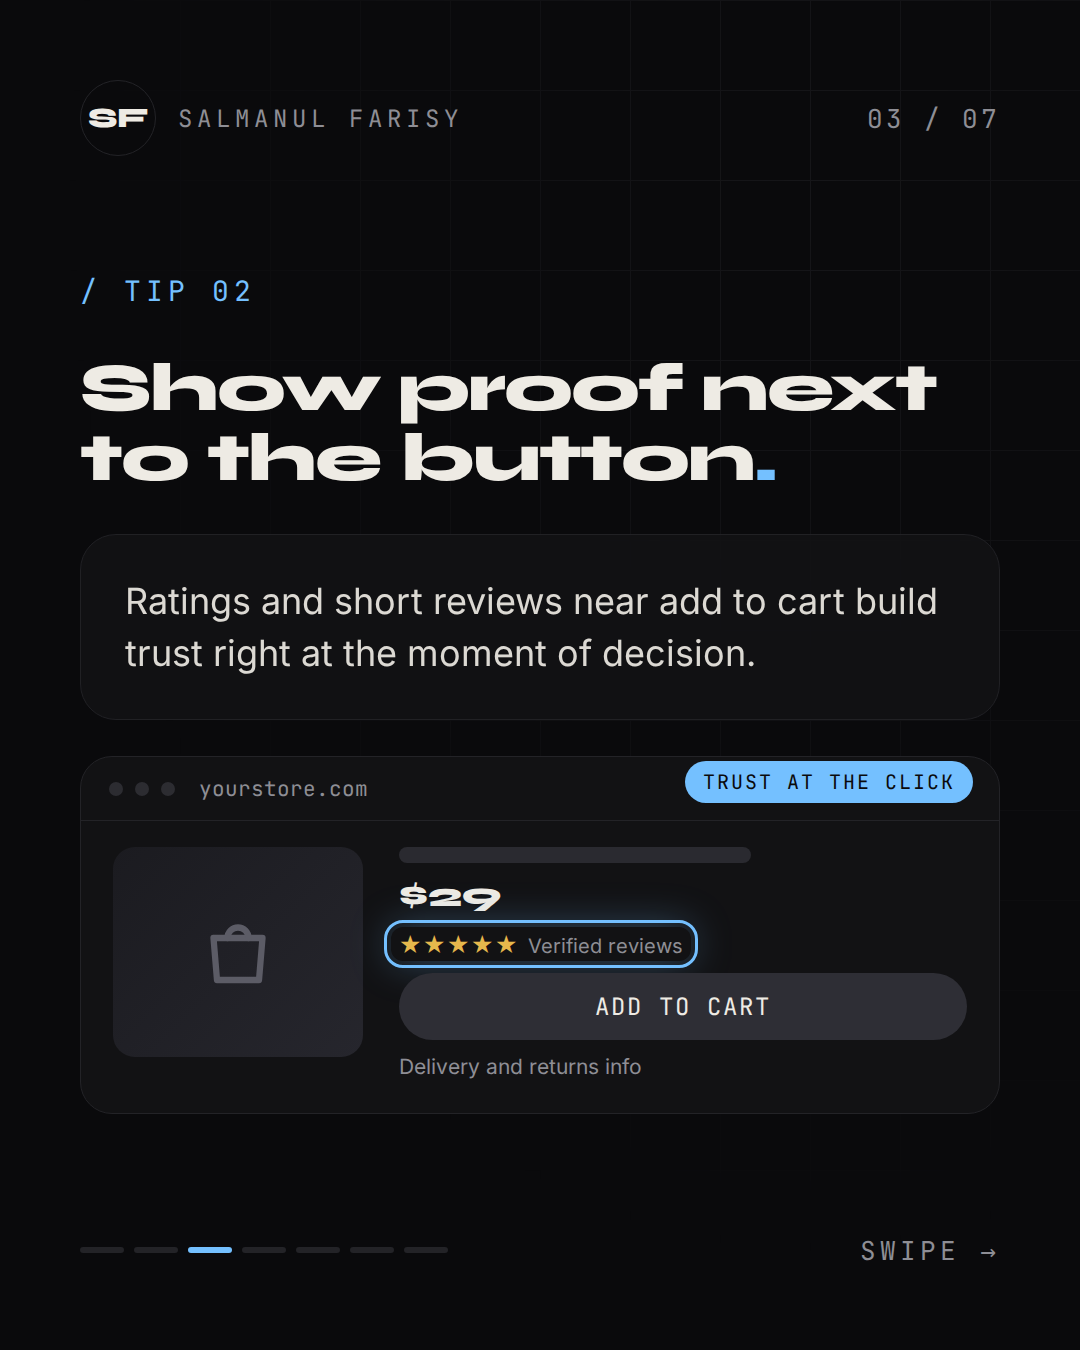 SF SALMANUL FARISY 03 / 07
/ TIP 02
Show proof next
to the button.
Ratings and short reviews near add to cart build
trust right at the moment of decision.
yourstore.com TRUST AT THE CLICK
$29
★★★★★ Verified reviews
ADD TO CART
Delivery and returns info
SWIPE →